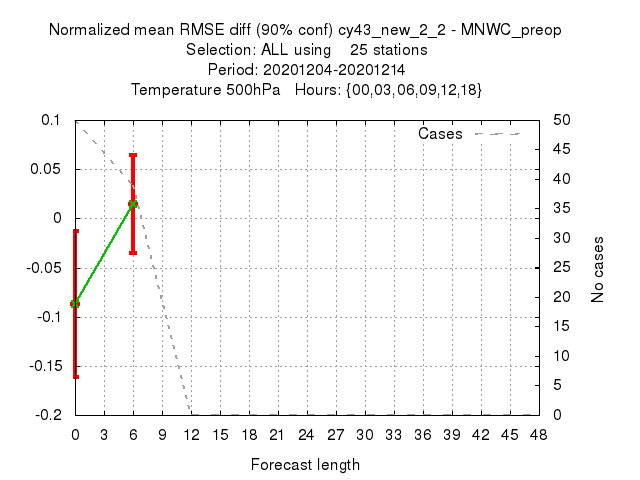 Normalized mean RMSE diff (90% conf) cy43_new_2_2 - MNWC_preop
Selection: ALL using 25 stations
Period: 20201204-20201214
Temperature 500hPa Hours: {00,03,06,09,12,18}
Cases
0.1
0.05
0
-0.05
-0.1
-0.15
-0.2
50
45
40
35
30
25
20
15
10
5
0
No cases
0 3 6 9 12 15 18 21 24 27 30 33 36 39 42 45 48
Forecast length